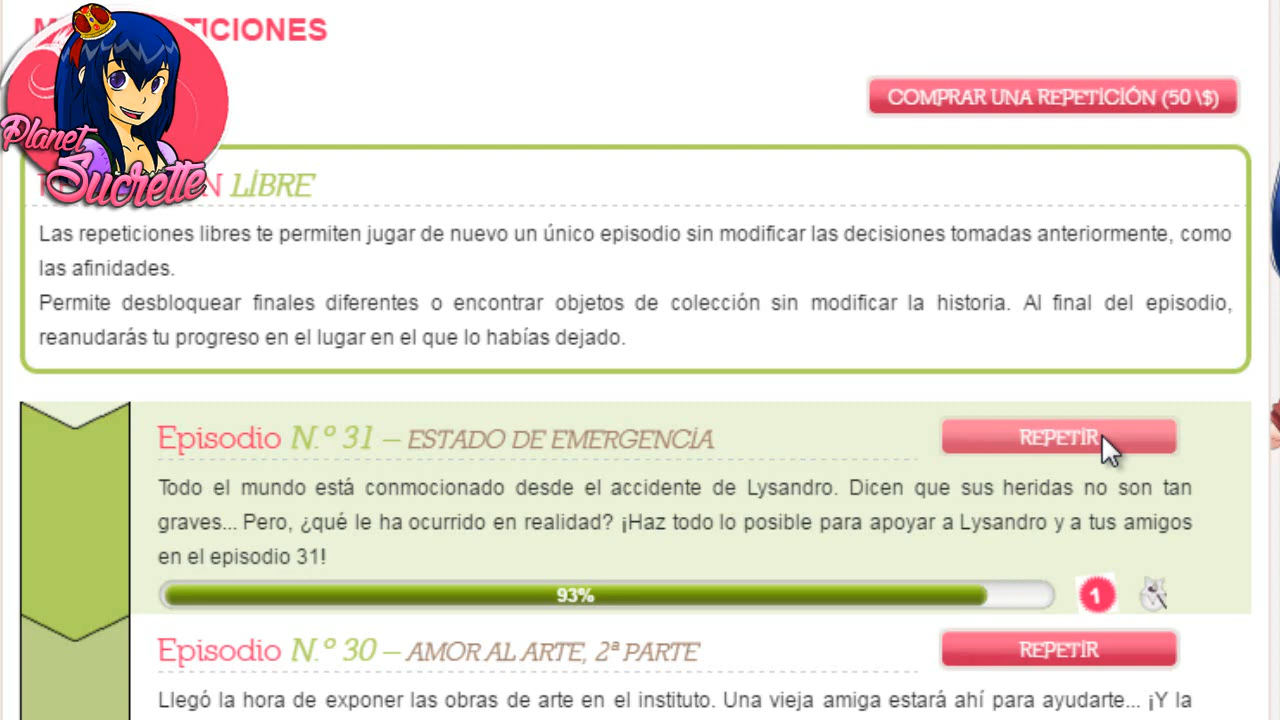 TICIONES
COMPRAR UNA REPETICIÓN (50 \$)
Planet
Sucrette
N LIBRE
Las repeticiones libres te permiten jugar de nuevo un único episodio sin modificar las decisiones tomadas anteriormente, como
las afinidades.
Permite desbloquear finales diferentes o encontrar objetos de colección sin modificar la historia. Al final del episodio,
reanudarás tu progreso en el lugar en el que lo habías dejado.
Episodio N.º 31 – ESTADO DE EMERGENCIA
REPETIR
Todo el mundo está conmocionado desde el accidente de Lysandro. Dicen que sus heridas no son tan
graves... Pero, ¿qué le ha ocurrido en realidad? ¡Haz todo lo posible para apoyar a Lysandro y a tus amigos
en el episodio 31!
93%
1
Episodio N.º 30 – AMOR AL ARTE, 2ª PARTE
REPETIR
Llegó la hora de exponer las obras de arte en el instituto. Una vieja amiga estará ahí para ayudarte... ¡Y la